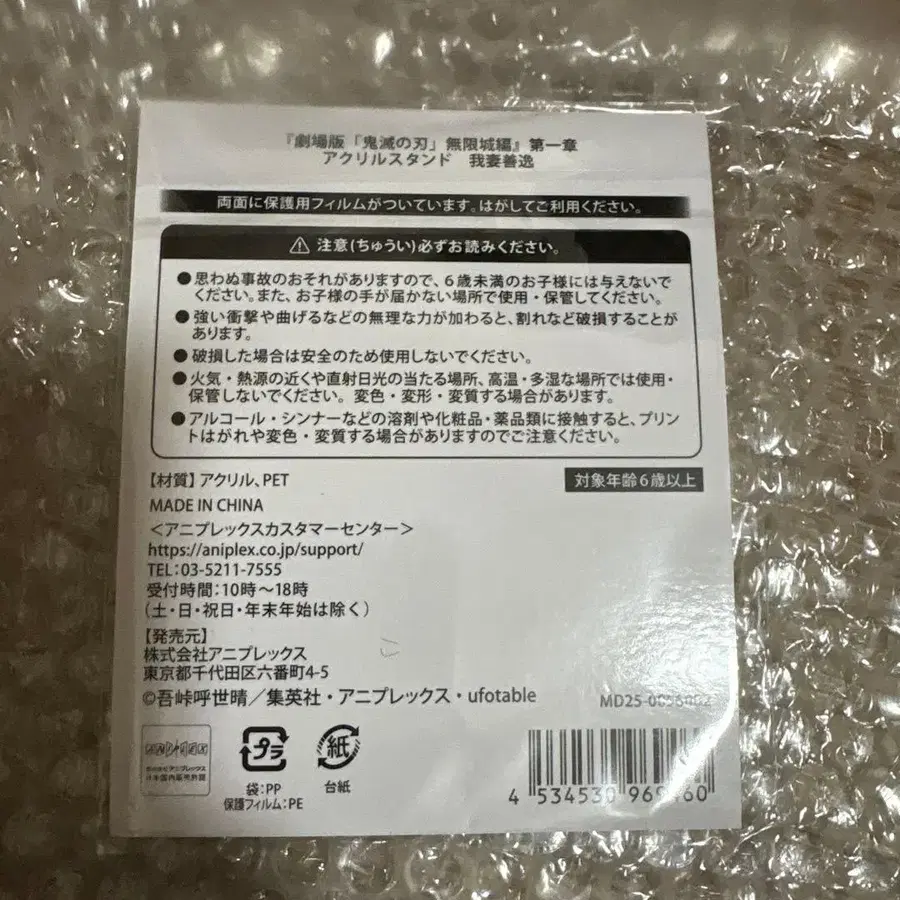 『劇場版「鬼滅の刃」無限城編』第一章
アクリルスタンド 我妻善逸
両面に保護用フィルムがついています。はがしてご利用ください。
⚠ 注意(ちゅうい)必ずお読みください。
●思わぬ事故のおそれがありますので、6歳未満のお子様には与えないで
ください。また、お子様の手が届かない場所で使用・保管してください。
●強い衝撃や曲げるなどの無理な力が加わると、割れなど破損することが
あります。
●破損した場合は安全のため使用しないでください。
●火気・熱源の近くや直射日光の当たる場所、高温・多湿な場所では使用・
保管しないでください。変色・変形・変質する場合があります。
●アルコール・シンナーなどの溶剤や化粧品・薬品類に接触すると、プリン
トはがれや変色・変質する場合がありますのでご注意ください。
【材質】アクリル、PET
対象年齢6歳以上
MADE IN CHINA
<アニプレックスカスタマーセンター>
https://aniplex.co.jp/support/
TEL:03-5211-7555
受付時間:10時〜18時
(土・日・祝日・年末年始は除く)
【発売元】
株式会社アニプレックス
東京都千代田区六番町4-5
©吾峠呼世晴/集英社・アニプレックス・ufotable
ANIPLEX
日本国内販売許諾
プラ
袋:PP
保護フィルム:PE
紙
台紙